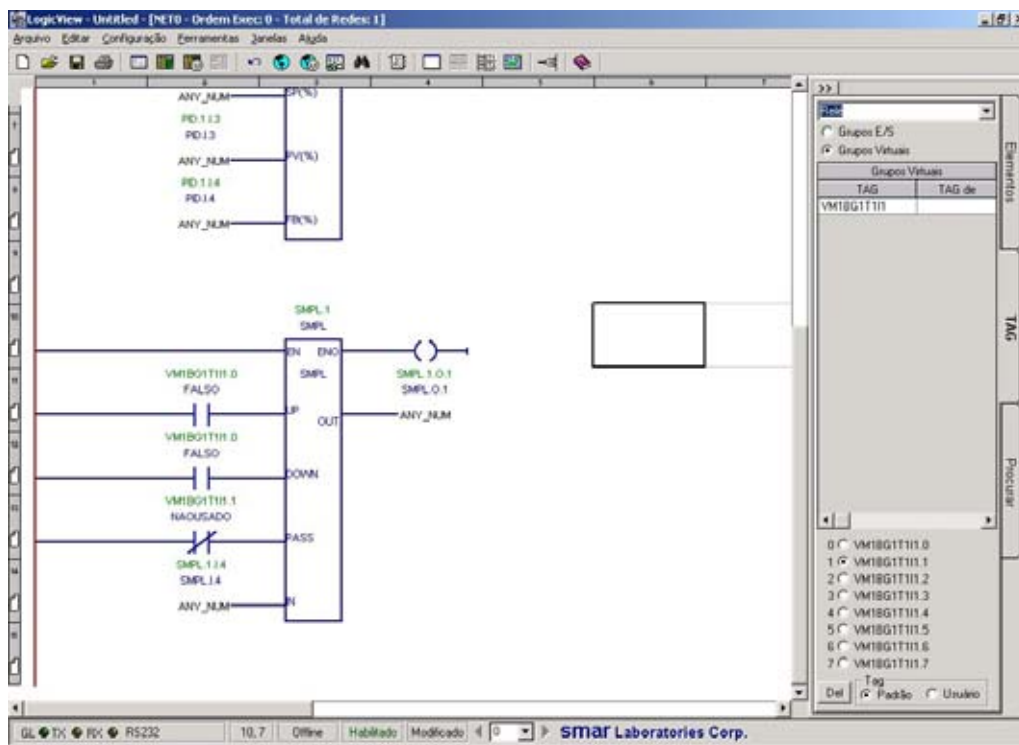 LogicView - Untitled - [NET0 - Ordem Exec: 0 - Total de Redes: 1]
Arquivo Editar Configuração Ferramentas Janelas Ajuda
ANY_NUM SP(%)
PID.1.I.3
PID.I.3
ANY_NUM PV(%)
PID.1.I.4
PID.I.4
ANY_NUM FB(%)
SMPL.1
SMPL
EN ENO
VM1BG1T1I1.0 SMPL SMPL.1.O.1
FALSO SMPL.O.1
UP OUT ANY_NUM
VM1BG1T1I1.0
FALSO
DOWN
VM1BG1T1I1.1
NAOUSADO
PASS
SMPL.1.I.4
SMPL.I.4
ANY_NUM IN
>>
Grupos E/S
Grupos Virtuais
Grupos Virtuais
TAG TAG de
VM1BG1T1I1
0 VM1BG1T1I1.0
1 VM1BG1T1I1.1
2 VM1BG1T1I1.2
3 VM1BG1T1I1.3
4 VM1BG1T1I1.4
5 VM1BG1T1I1.5
6 VM1BG1T1I1.6
7 VM1BG1T1I1.7
Tag
Del Padrão Usuário
Elementos
TAG
Procurar
GL TX RX RS232 10, 7 Offline Habilitado Modificado 0 smar Laboratories Corp.